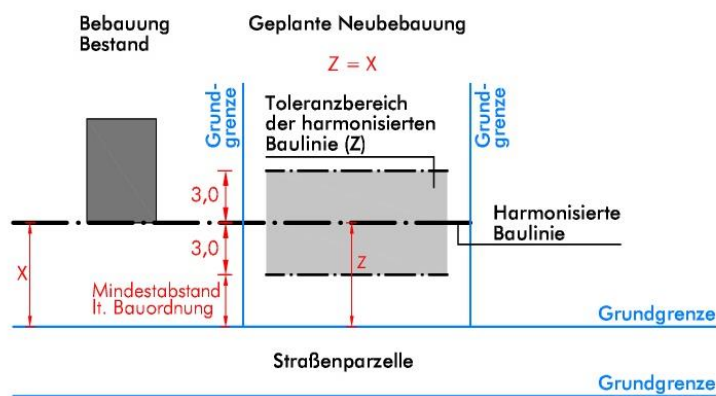 Bebauung
Bestand
Geplante Neubebauung
Z = X
Grund-
grenze
Toleranzbereich
der harmonisierten
Baulinie (Z)
Grund-
grenze
3,0
3,0
Harmonisierte
Baulinie
X
Z
Mindestabstand
lt. Bauordnung
Grundgrenze
Straßenparzelle
Grundgrenze